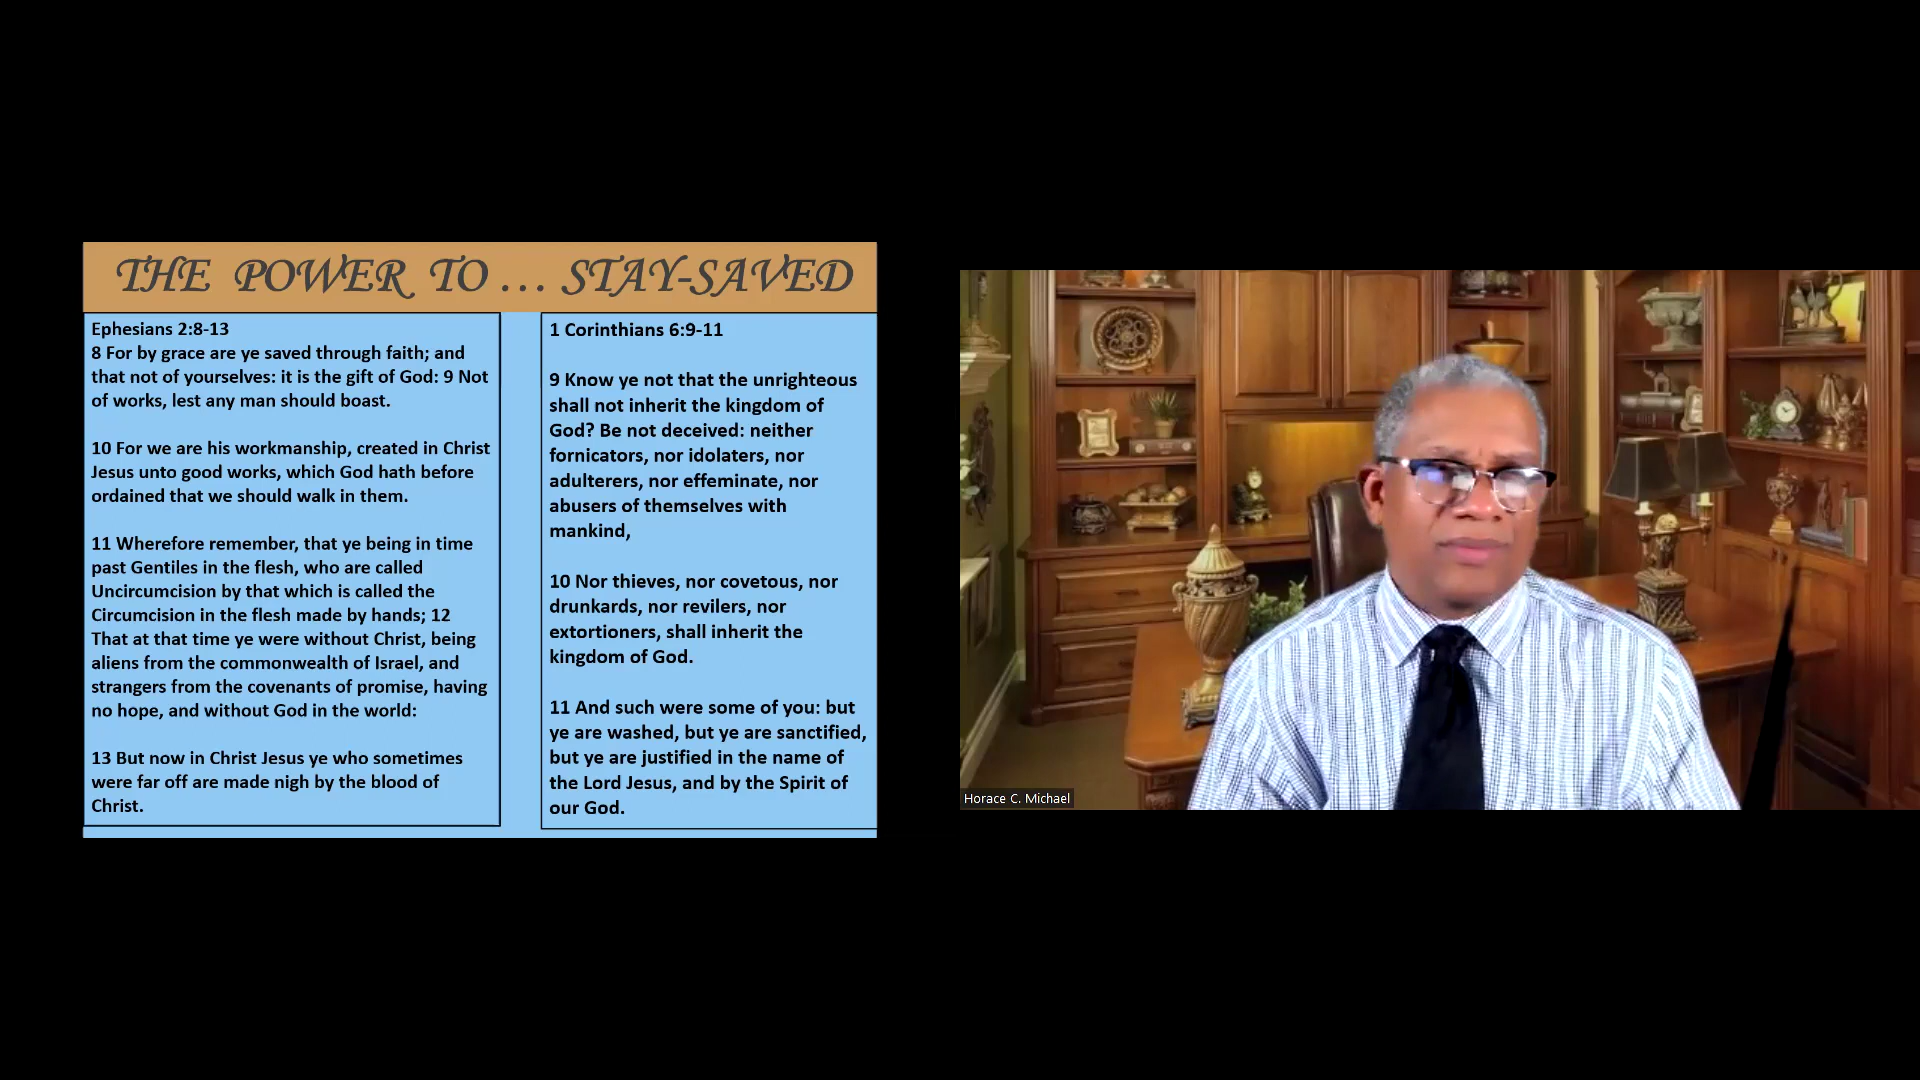 THE POWER TO ... STAY-SAVED
Ephesians 2:8-13
8 For by grace are ye saved through faith; and
that not of yourselves: it is the gift of God: 9 Not
of works, lest any man should boast.
10 For we are his workmanship, created in Christ
Jesus unto good works, which God hath before
ordained that we should walk in them.
11 Wherefore remember, that ye being in time
past Gentiles in the flesh, who are called
Uncircumcision by that which is called the
Circumcision in the flesh made by hands; 12
That at that time ye were without Christ, being
aliens from the commonwealth of Israel, and
strangers from the covenants of promise, having
no hope, and without God in the world:
13 But now in Christ Jesus ye who sometimes
were far off are made nigh by the blood of
Christ.
1 Corinthians 6:9-11
9 Know ye not that the unrighteous
shall not inherit the kingdom of
God? Be not deceived: neither
fornicators, nor idolaters, nor
adulterers, nor effeminate, nor
abusers of themselves with
mankind,
10 Nor thieves, nor covetous, nor
drunkards, nor revilers, nor
extortioners, shall inherit the
kingdom of God.
11 And such were some of you: but
ye are washed, but ye are sanctified,
but ye are justified in the name of
the Lord Jesus, and by the Spirit of
our God.
Horace C. Michael